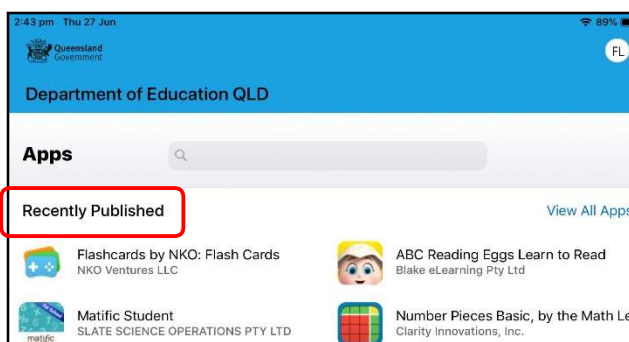 2:43 pm Thu 27 Jun
89%
Queensland
Government
FL
Department of Education QLD
Apps
Recently Published
View All Apps
Flashcards by NKO: Flash Cards
NKO Ventures LLC
ABC Reading Eggs Learn to Read
Blake eLearning Pty Ltd
Matific Student
SLATE SCIENCE OPERATIONS PTY LTD
matific
Number Pieces Basic, by the Math Le
Clarity Innovations, Inc.